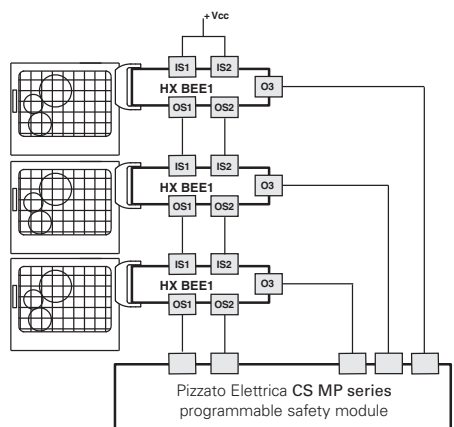 + Vcc
IS1 IS2
HX BEE1 O3
OS1 OS2
IS1 IS2
HX BEE1 O3
OS1 OS2
IS1 IS2
HX BEE1 O3
OS1 OS2
Pizzato Elettrica CS MP series
programmable safety module